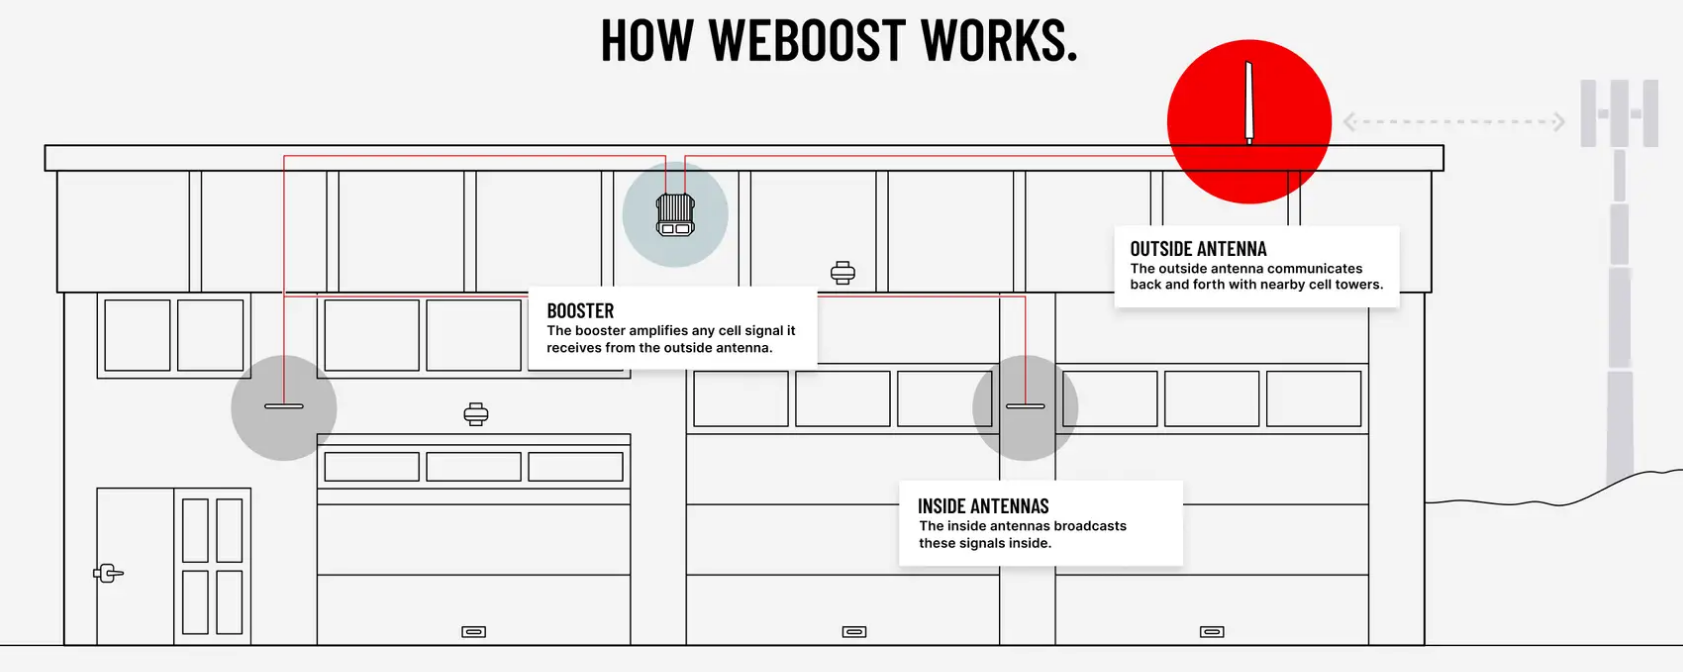 HOW WEBOOST WORKS.
OUTSIDE ANTENNA
The outside antenna communicates
back and forth with nearby cell towers.
BOOSTER
The booster amplifies any cell signal it
receives from the outside antenna.
INSIDE ANTENNAS
The inside antennas broadcasts
these signals inside.